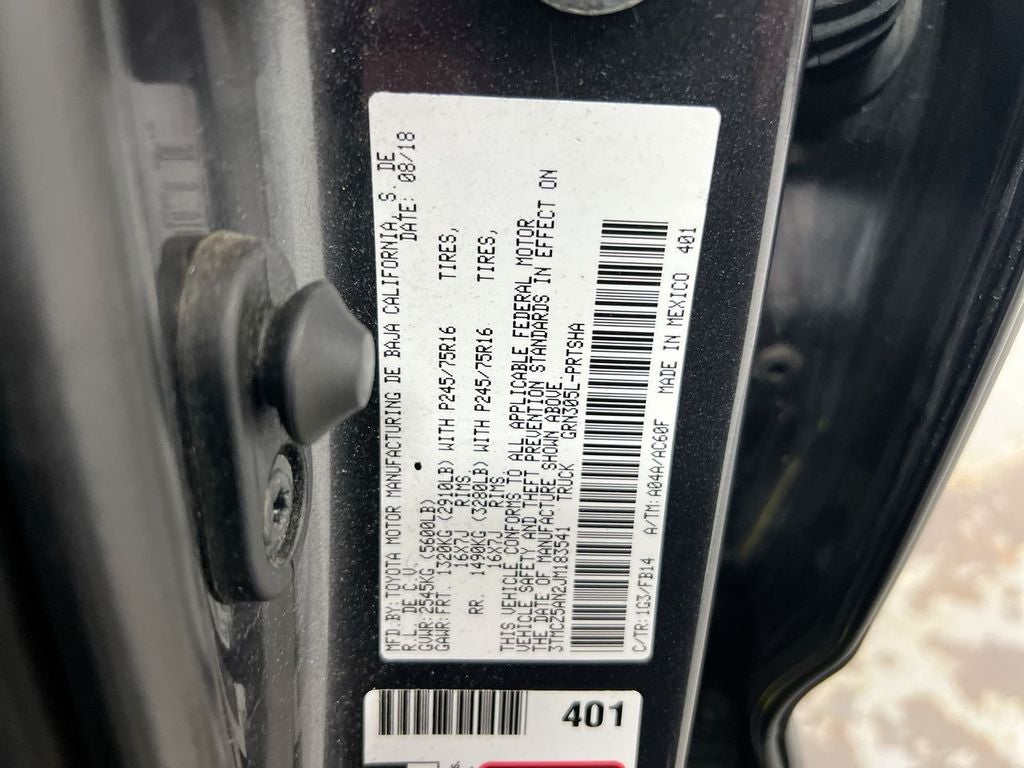 MFD.BY:TOYOTA MOTOR MANUFACTURING DE BAJA CALIFORNIA, S. DE
R.L. DE C.V. DATE: 08/18
GVWR:2545KG (5600LB)
GAWR:FRT. 1320KG (2910LB) WITH P245/75R16 TIRES,
16X7J RIMS
RR. 1490KG (3280LB) WITH P245/75R16 TIRES,
16X7J RIMS
THIS VEHICLE CONFORMS TO ALL APPLICABLE FEDERAL MOTOR
VEHICLE SAFETY AND THEFT PREVENTION STANDARDS IN EFFECT ON
THE DATE OF MANUFACTURE SHOWN ABOVE.
3TMCZ5AN2JM183541 TRUCK GRN305L-PRTSHA
C/TR:1G3/FB14 A/TM:A04A/AC60F MADE IN MEXICO 401
401